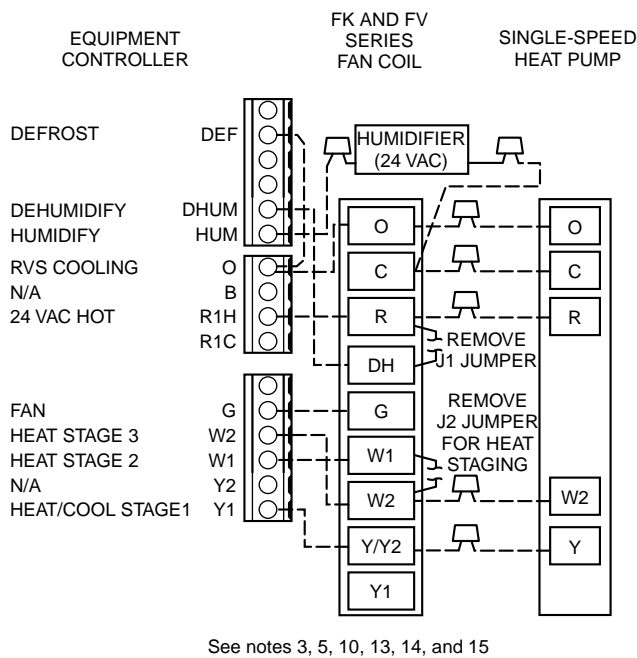 EQUIPMENT
CONTROLLER
FK AND FV
SERIES
FAN COIL
SINGLE-SPEED
HEAT PUMP
DEFROST DEF
HUMIDIFIER
(24 VAC)
DEHUMIDIFY DHUM
HUMIDIFY HUM
RVS COOLING O
N/A B
24 VAC HOT R1H
R1C
FAN G
HEAT STAGE 3 W2
HEAT STAGE 2 W1
N/A Y2
HEAT/COOL STAGE1 Y1
O
C
R
DH
G
W1
W2
Y/Y2
Y1
REMOVE
J1 JUMPER
REMOVE
J2 JUMPER
FOR HEAT
STAGING
O
C
R
W2
Y
See notes 3, 5, 10, 13, 14, and 15